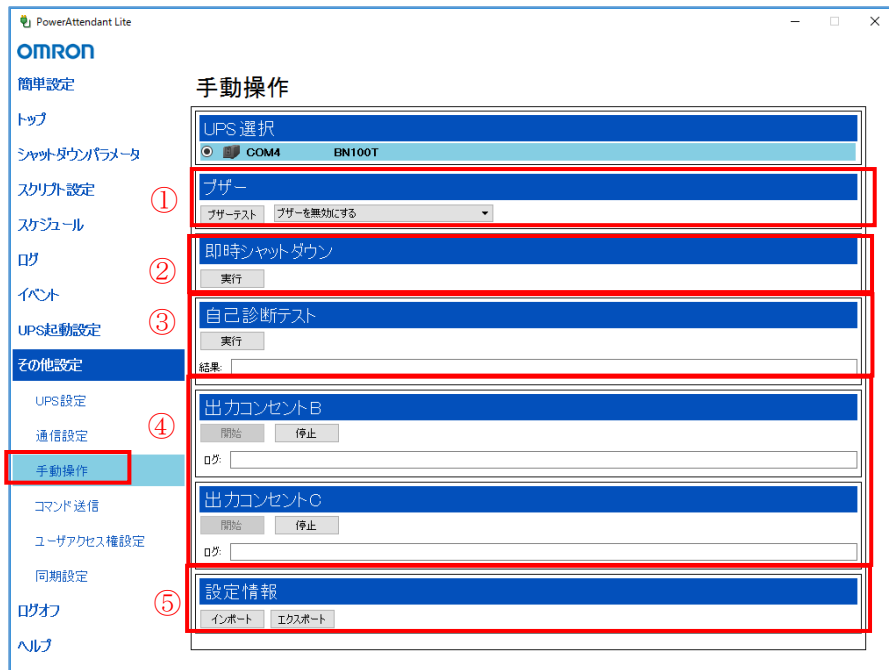 PowerAttendant Lite
OMRON
簡単設定
トップ
シャットダウンパラメータ
スクリプト設定
スケジュール
ログ
イベント
UPS起動設定
その他設定
UPS設定
通信設定
手動操作
コマンド送信
ユーザアクセス権設定
同期設定
ログオフ
ヘルプ
手動操作
UPS選択
COM4 BN100T
①
ブザー
ブザーテスト ブザーを無効にする
②
即時シャットダウン
実行
③
自己診断テスト
実行
結果:
④
出力コンセントB
開始 停止
ログ:
出力コンセントC
開始 停止
ログ:
⑤
設定情報
インポート エクスポート